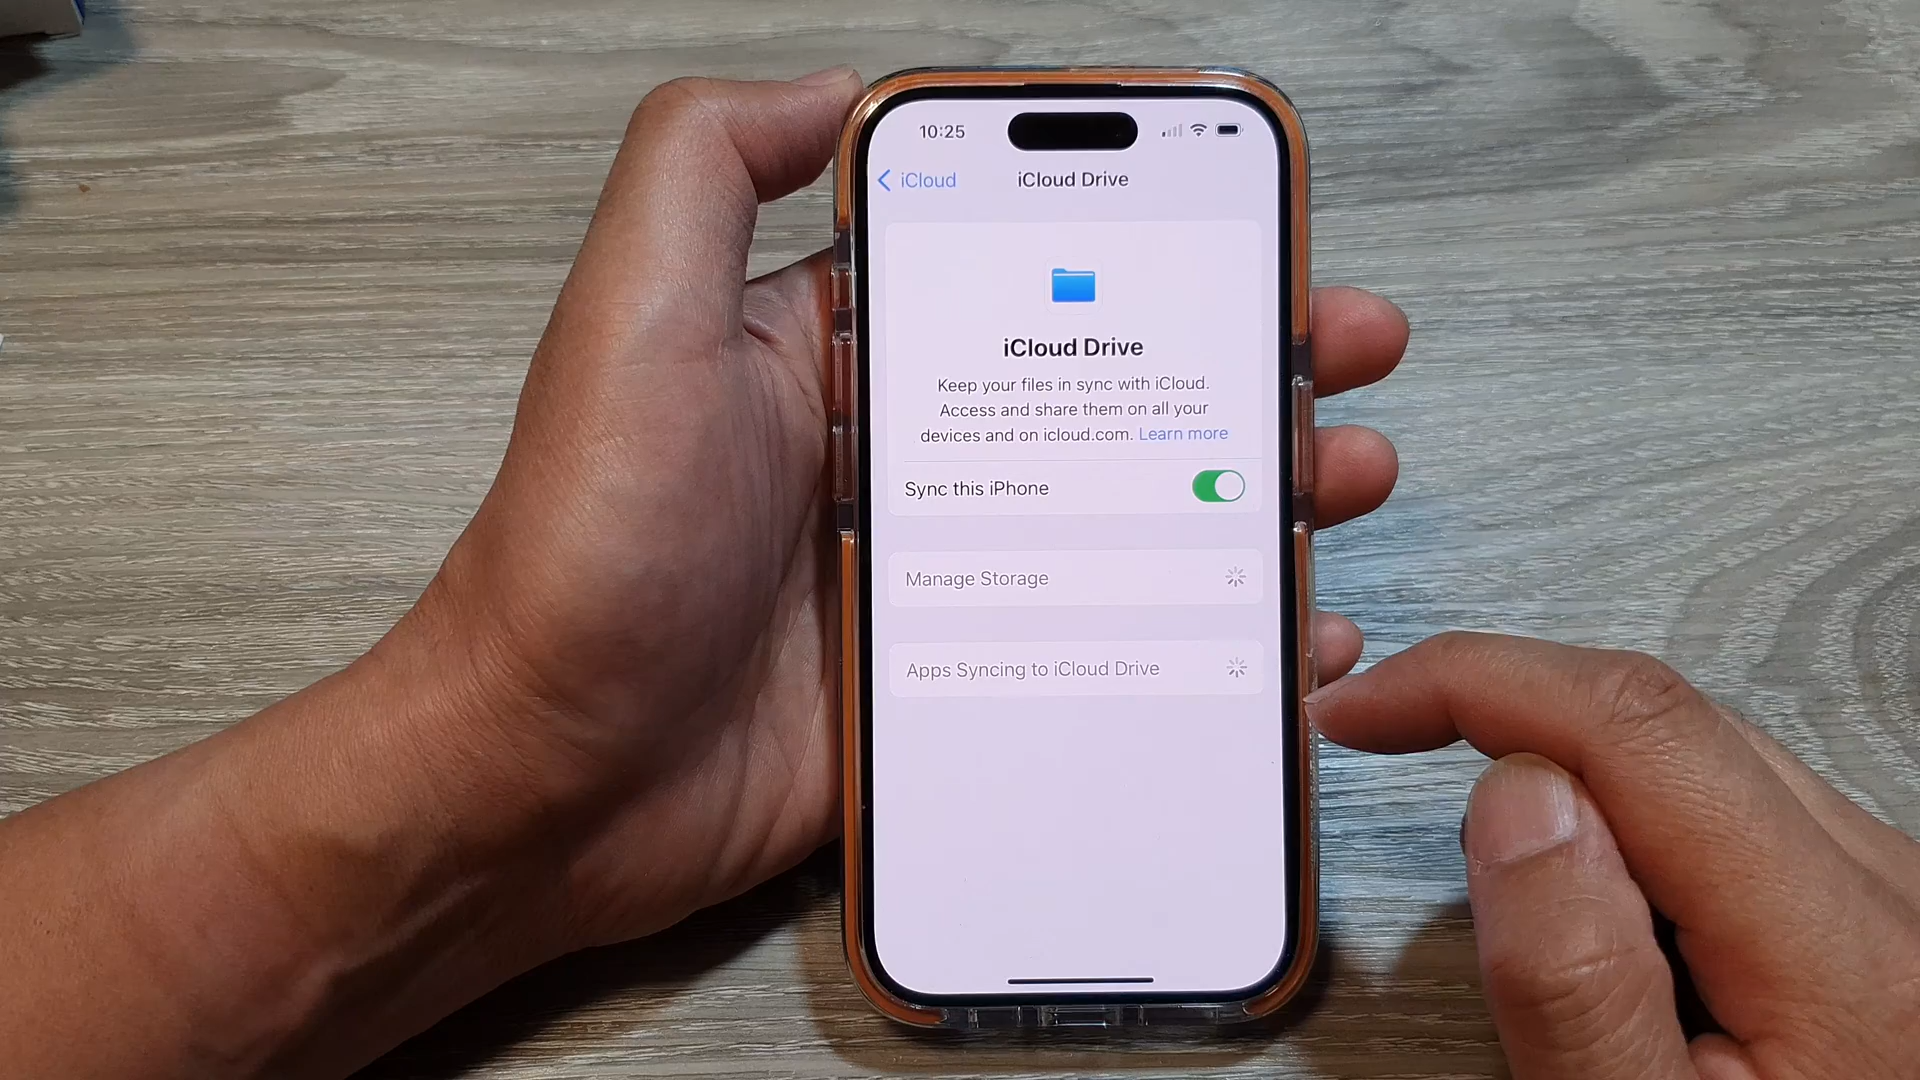 10:25
iCloud
iCloud Drive
iCloud Drive
Keep your files in sync with iCloud.
Access and share them on all your
devices and on icloud.com. Learn more
Sync this iPhone
Manage Storage
Apps Syncing to iCloud Drive